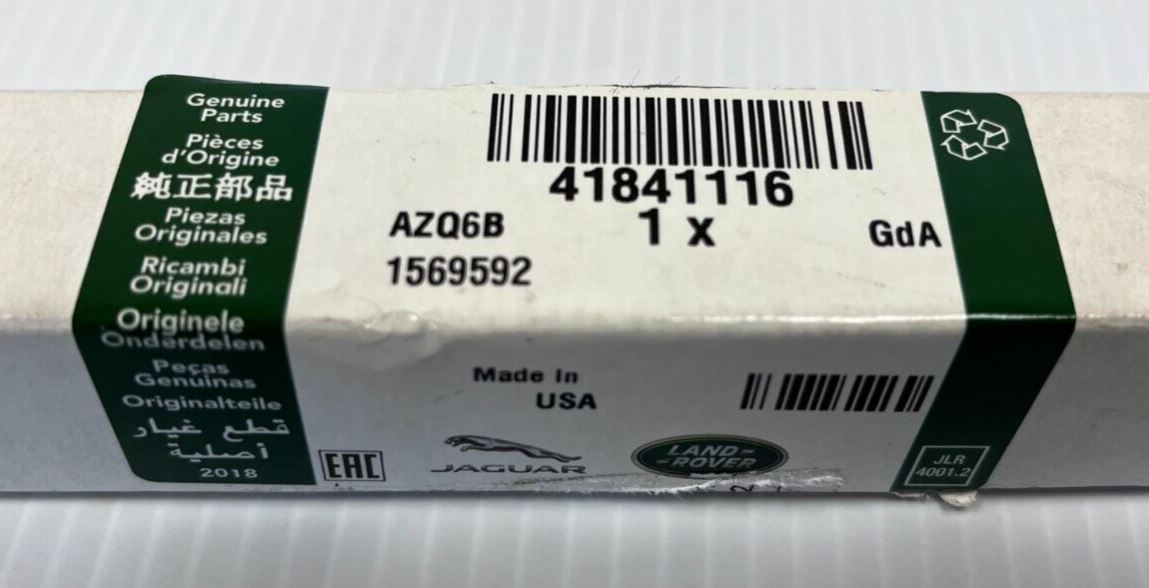 Genuine
Parts
Pièces
d'Origine
純正部品
Piezas
Originales
Ricambi
Originali
Originele
Onderdelen
Peças
Genuinas
Originalteile
قطع غيار
أصلية
2018
41841116
AZQ6B
1 x
GdA
1569592
Made In
USA
EAC
JAGUAR
LAND-
-ROVER
JLR
4001.2